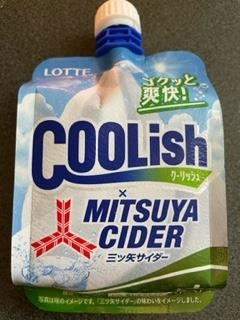 LOTTE
ゴクッと
爽快!
COOLish
クーリッシュ
×
MITSUYA
CIDER
三ツ矢サイダー
写真は味のイメージです。「三ツ矢サイダー」の味わいをイメージしました。